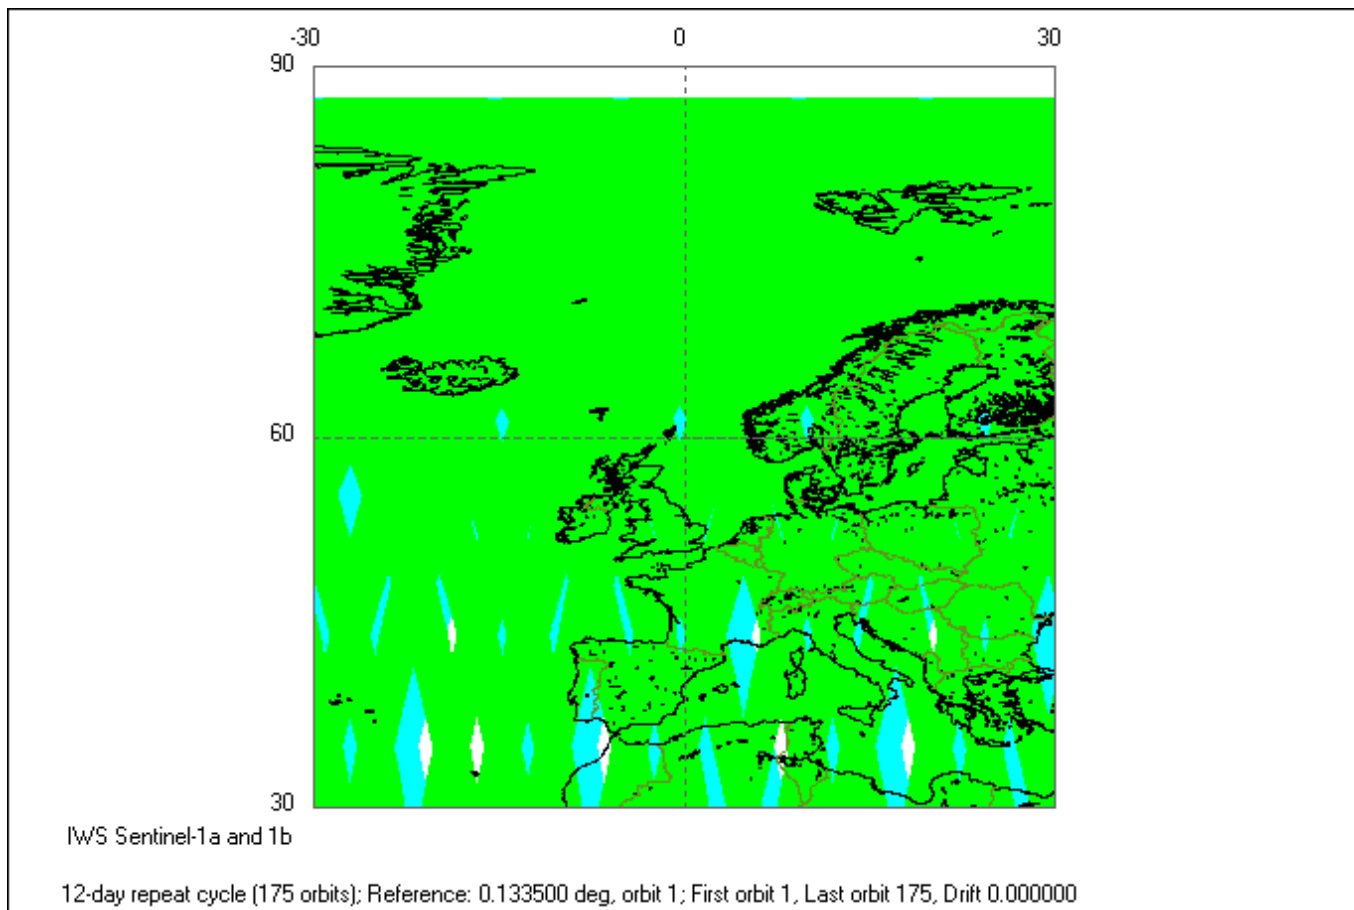 -30 0 30
90
60
30
IWS Sentinel-1a and 1b
12-day repeat cycle (175 orbits); Reference: 0.133500 deg, orbit 1; First orbit 1, Last orbit 175, Drift 0.000000